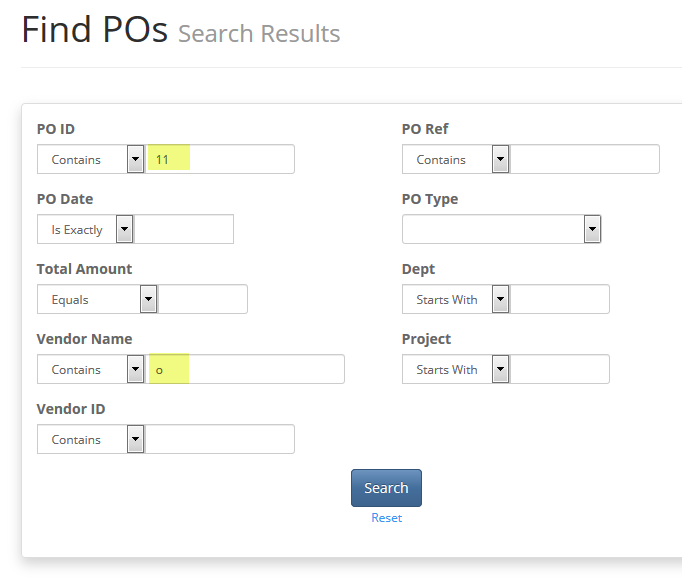 Find POs Search Results
PO ID
PO Ref
Contains 11
Contains
PO Date
PO Type
Is Exactly
Total Amount
Dept
Equals
Starts With
Vendor Name
Project
Contains o
Starts With
Vendor ID
Contains
Search
Reset